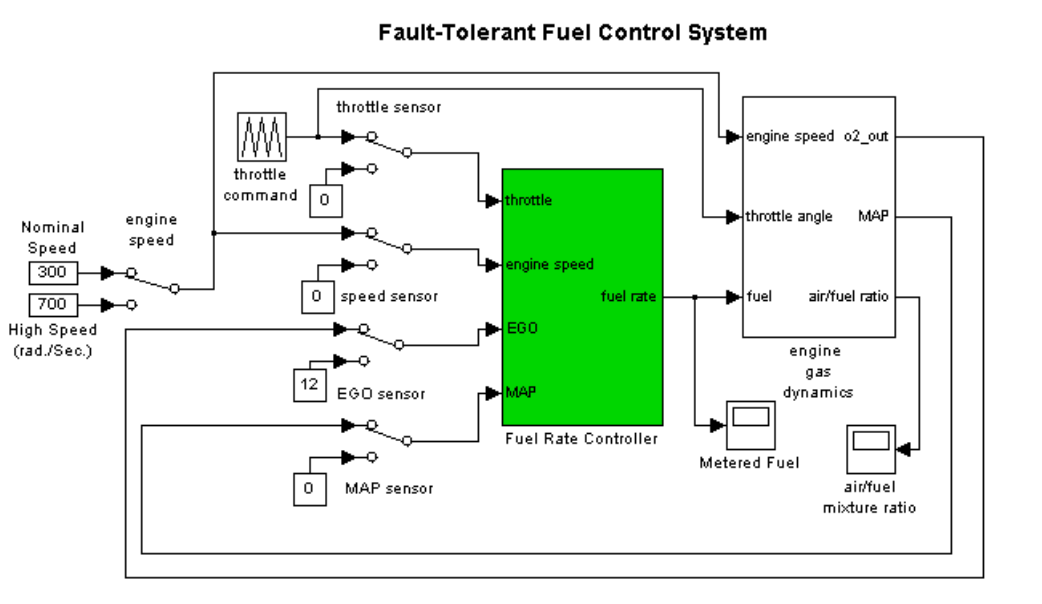 Fault-Tolerant Fuel Control System
throttle sensor
throttle
command
0
Nominal
Speed
300
700
High Speed
(rad./Sec.)
engine
speed
0
speed sensor
12
EGO sensor
0
MAP sensor
throttle
engine speed
fuel rate
EGO
MAP
Fuel Rate Controller
engine speed o2_out
throttle angle MAP
fuel air/fuel ratio
engine
gas
dynamics
Metered Fuel
air/fuel
mixture ratio